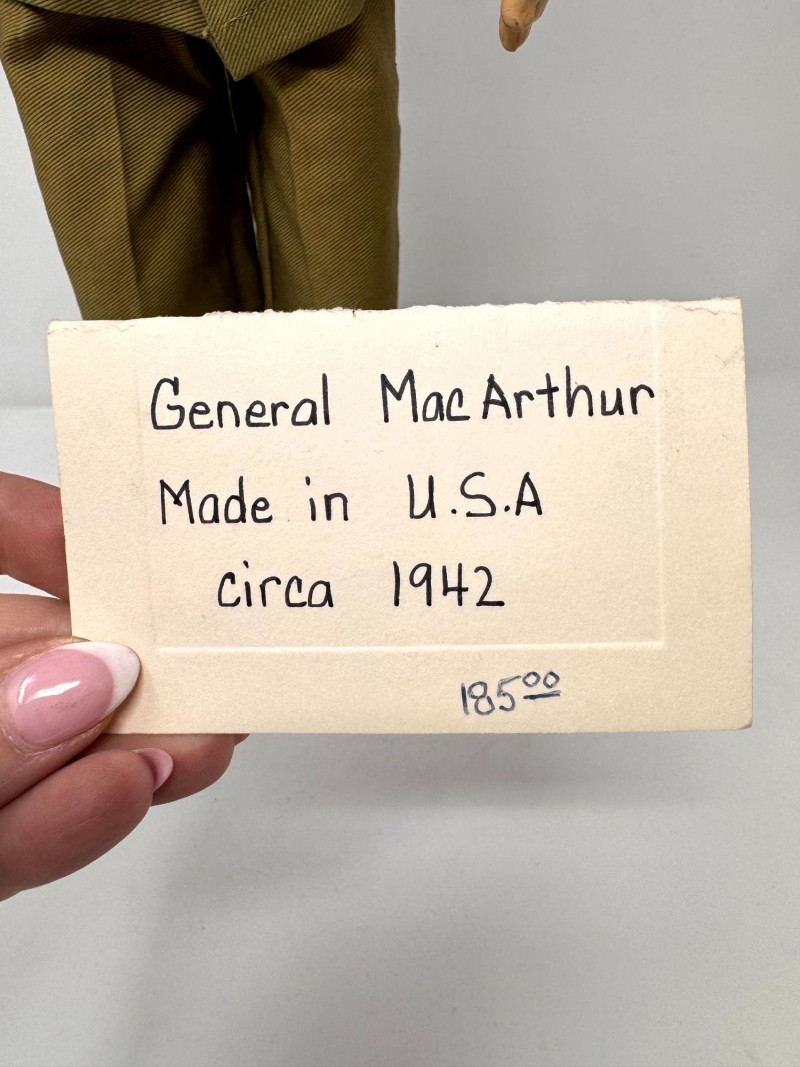 General MacArthur
Made in U.S.A
circa 1942
185⁰⁰